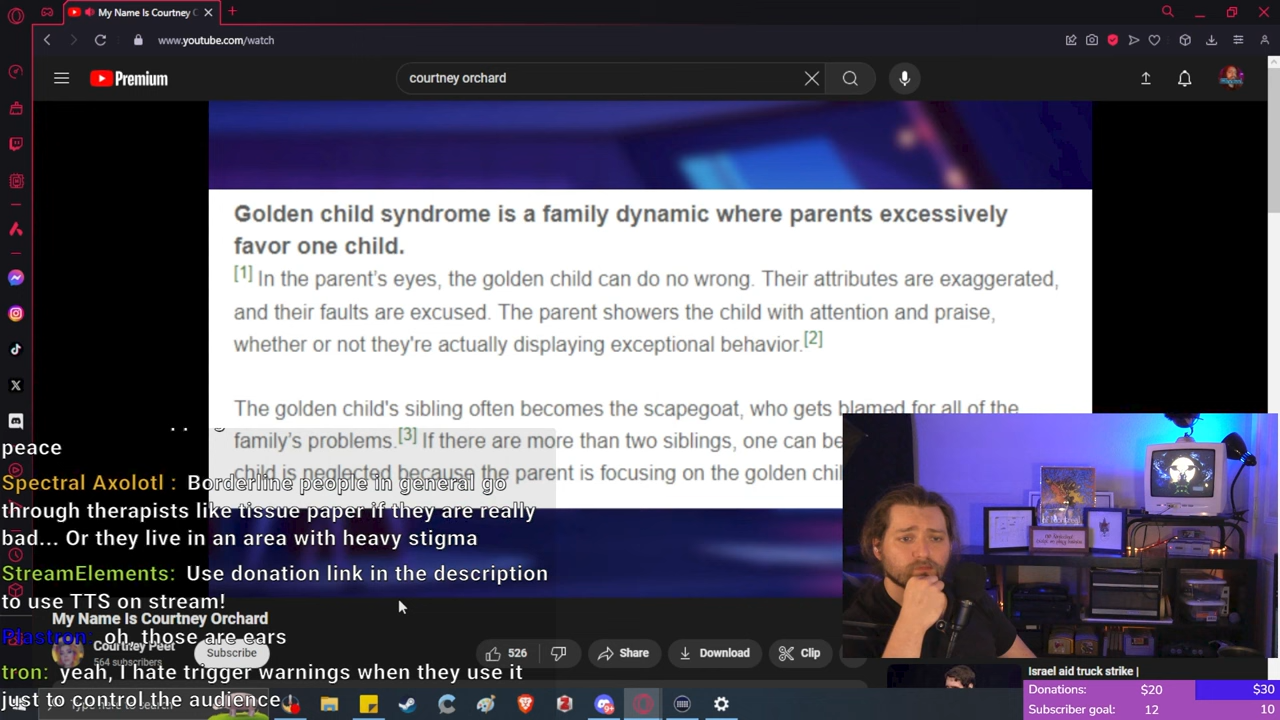 My Name Is Courtney
www.youtube.com/watch
Premium
courtney orchard
Golden child syndrome is a family dynamic where parents excessively
favor one child.
[1] In the parent's eyes, the golden child can do no wrong. Their attributes are exaggerated,
and their faults are excused. The parent showers the child with attention and praise,
whether or not they're actually displaying exceptional behavior.[2]
The golden child's sibling often becomes the scapegoat, who gets blamed for all of the
family's problems.[3] If there are more than two siblings, one can be
child is neglected because the parent is focusing on the golden
peace
Spectral Axolotl : Borderline people in general go
through therapists like tissue paper if they are really
bad... Or they live in an area with heavy stigma
StreamElements: Use donation link in the description
to use TTS on stream!
Plastron: oh, those are ears
tron: yeah, I hate trigger warnings when they use it
just to control the audience
My Name Is Courtney Orchard
Courtney Peet
564 subscribers
Subscribe
526
Share
Download
Clip
Israel aid truck strike |
Donations: $20 $30
Subscriber goal: 12 10